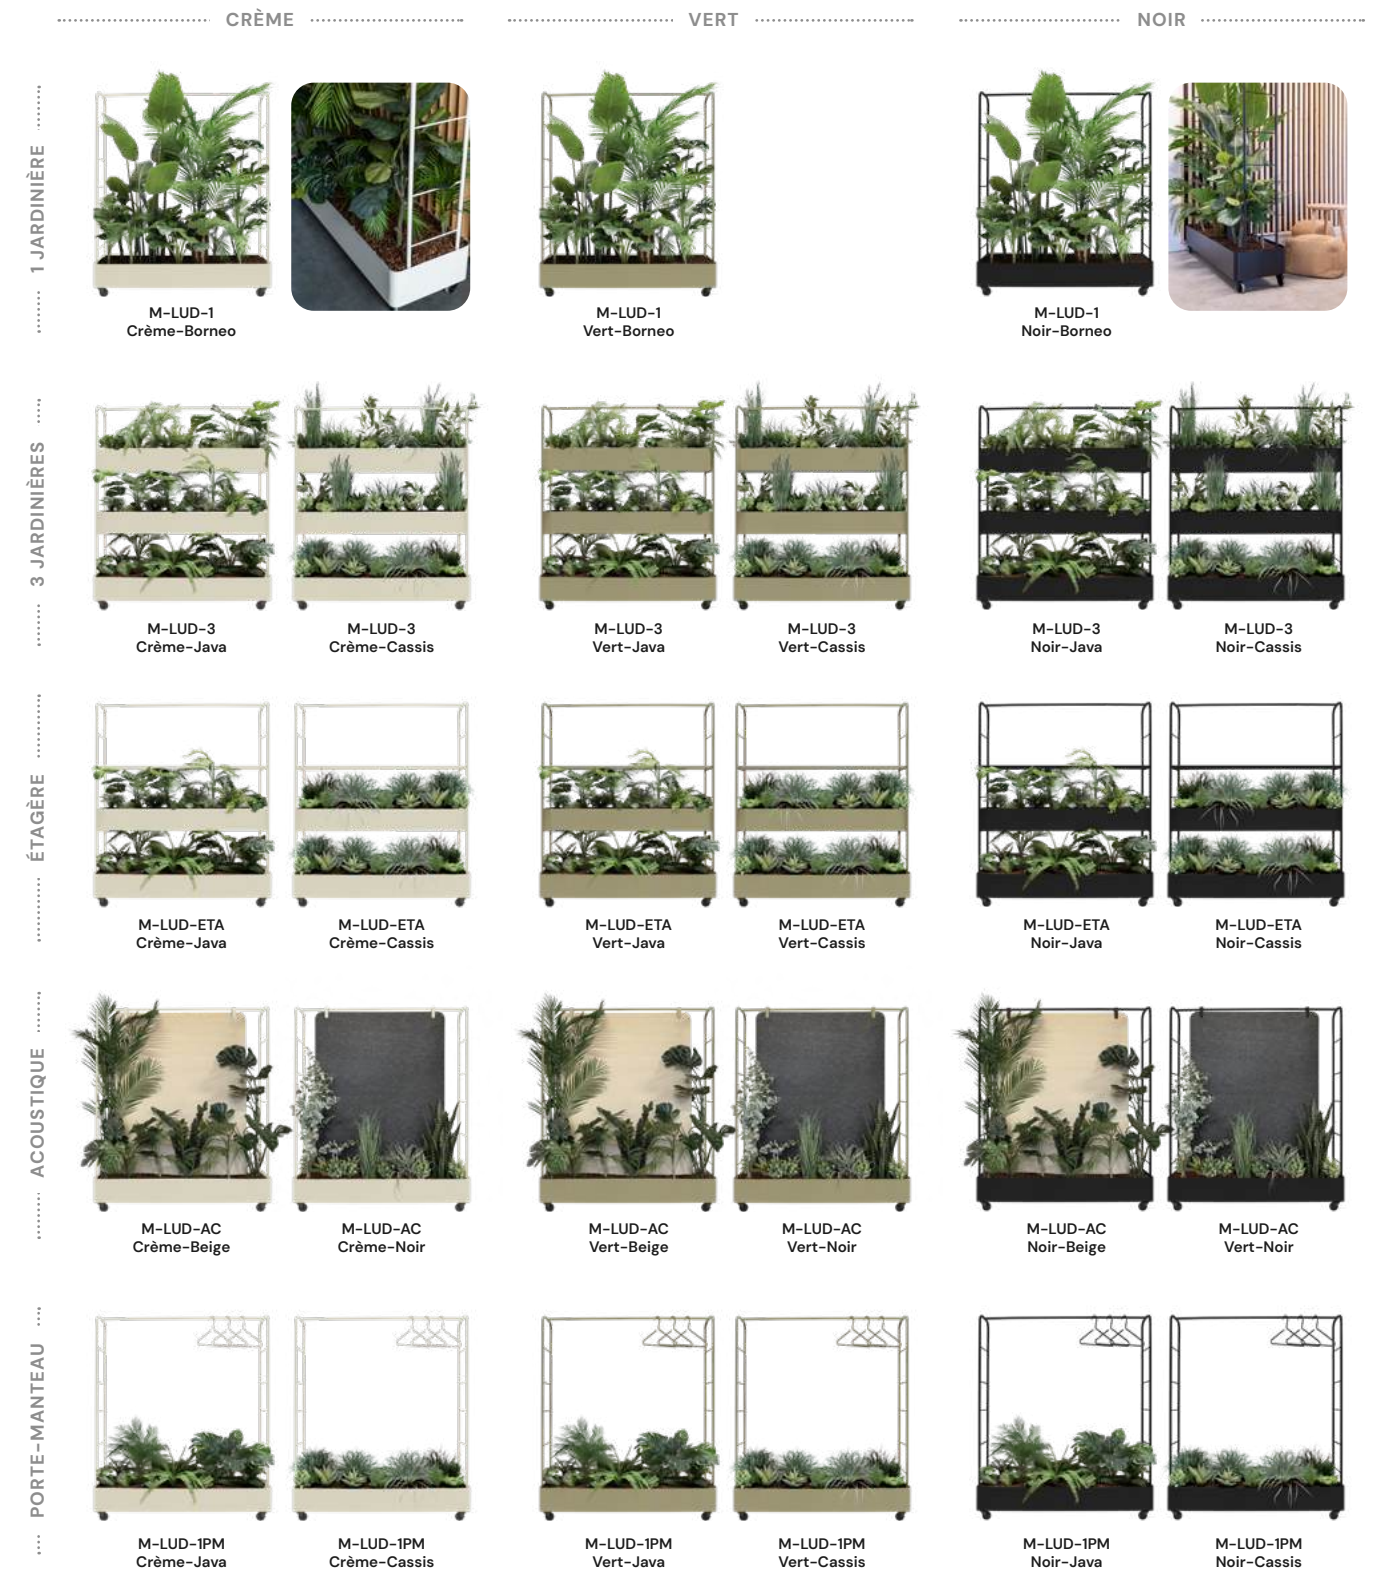 CRÈME
VERT
NOIR
1 JARDINIÈRE
M-LUD-1
Crème-Borneo
M-LUD-1
Vert-Borneo
M-LUD-1
Noir-Borneo
3 JARDINIÈRES
M-LUD-3
Crème-Java
M-LUD-3
Crème-Cassis
M-LUD-3
Vert-Java
M-LUD-3
Vert-Cassis
M-LUD-3
Noir-Java
M-LUD-3
Noir-Cassis
ÉTAGÈRE
M-LUD-ETA
Crème-Java
M-LUD-ETA
Crème-Cassis
M-LUD-ETA
Vert-Java
M-LUD-ETA
Vert-Cassis
M-LUD-ETA
Noir-Java
M-LUD-ETA
Noir-Cassis
ACOUSTIQUE
M-LUD-AC
Crème-Beige
M-LUD-AC
Crème-Noir
M-LUD-AC
Vert-Beige
M-LUD-AC
Vert-Noir
M-LUD-AC
Noir-Beige
M-LUD-AC
Vert-Noir
PORTE-MANTEAU
M-LUD-1PM
Crème-Java
M-LUD-1PM
Crème-Cassis
M-LUD-1PM
Vert-Java
M-LUD-1PM
Vert-Cassis
M-LUD-1PM
Noir-Java
M-LUD-1PM
Noir-Cassis